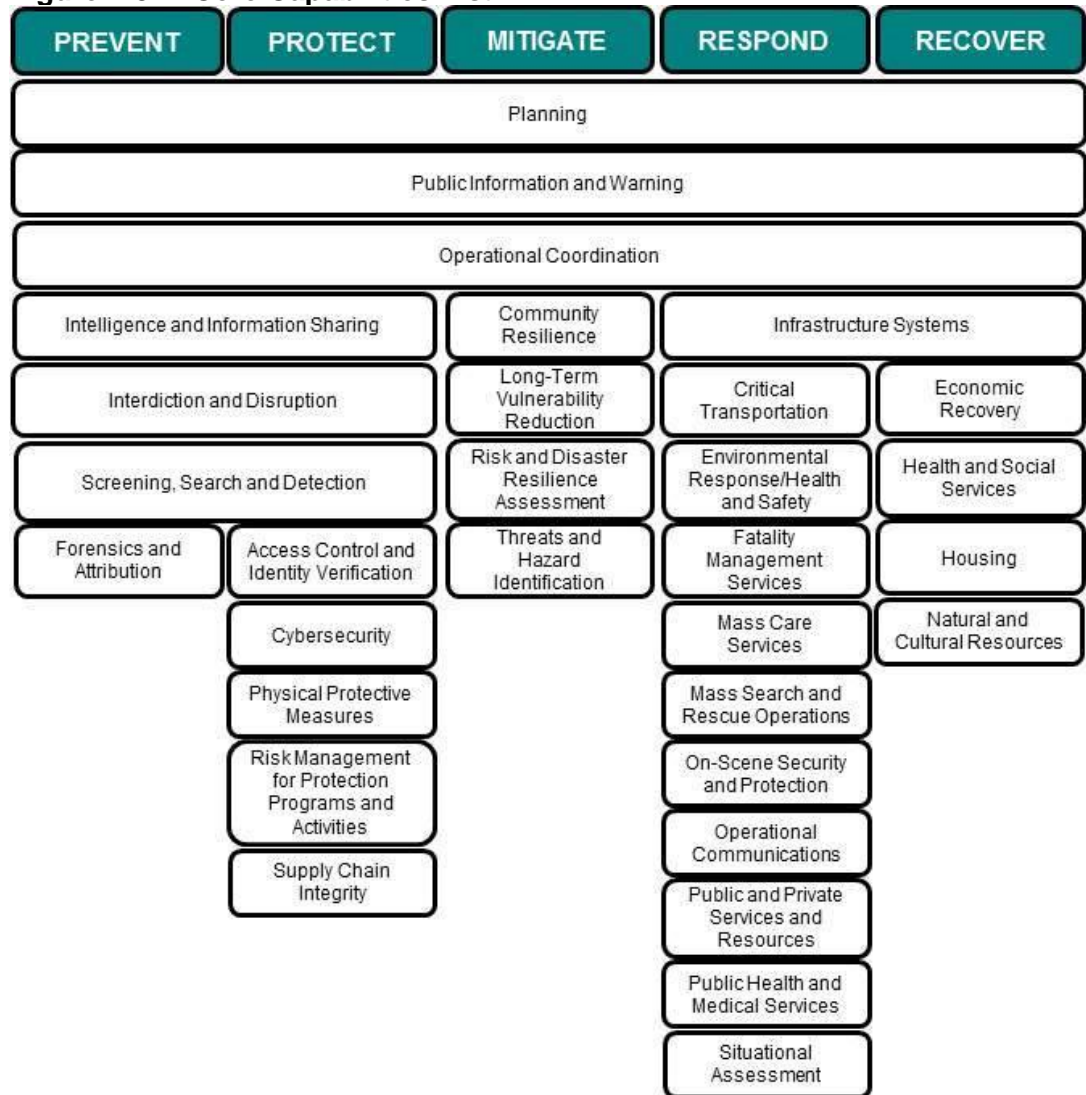 PREVENT
PROTECT
MITIGATE
RESPOND
RECOVER
Planning
Public Information and Warning
Operational Coordination
Intelligence and Information Sharing
Community
Resilience
Infrastructure Systems
Interdiction and Disruption
Long-Term
Vulnerability
Reduction
Critical
Transportation
Economic
Recovery
Screening, Search and Detection
Risk and Disaster
Resilience
Assessment
Environmental
Response/Health
and Safety
Health and Social
Services
Forensics and
Attribution
Access Control and
Identity Verification
Threats and
Hazard
Identification
Fatality
Management
Services
Housing
Cybersecurity
Mass Care
Services
Natural and
Cultural Resources
Physical Protective
Measures
Mass Search and
Rescue Operations
Risk Management
for Protection
Programs and
Activities
On-Scene Security
and Protection
Operational
Communications
Supply Chain
Integrity
Public and Private
Services and
Resources
Public Health and
Medical Services
Situational
Assessment